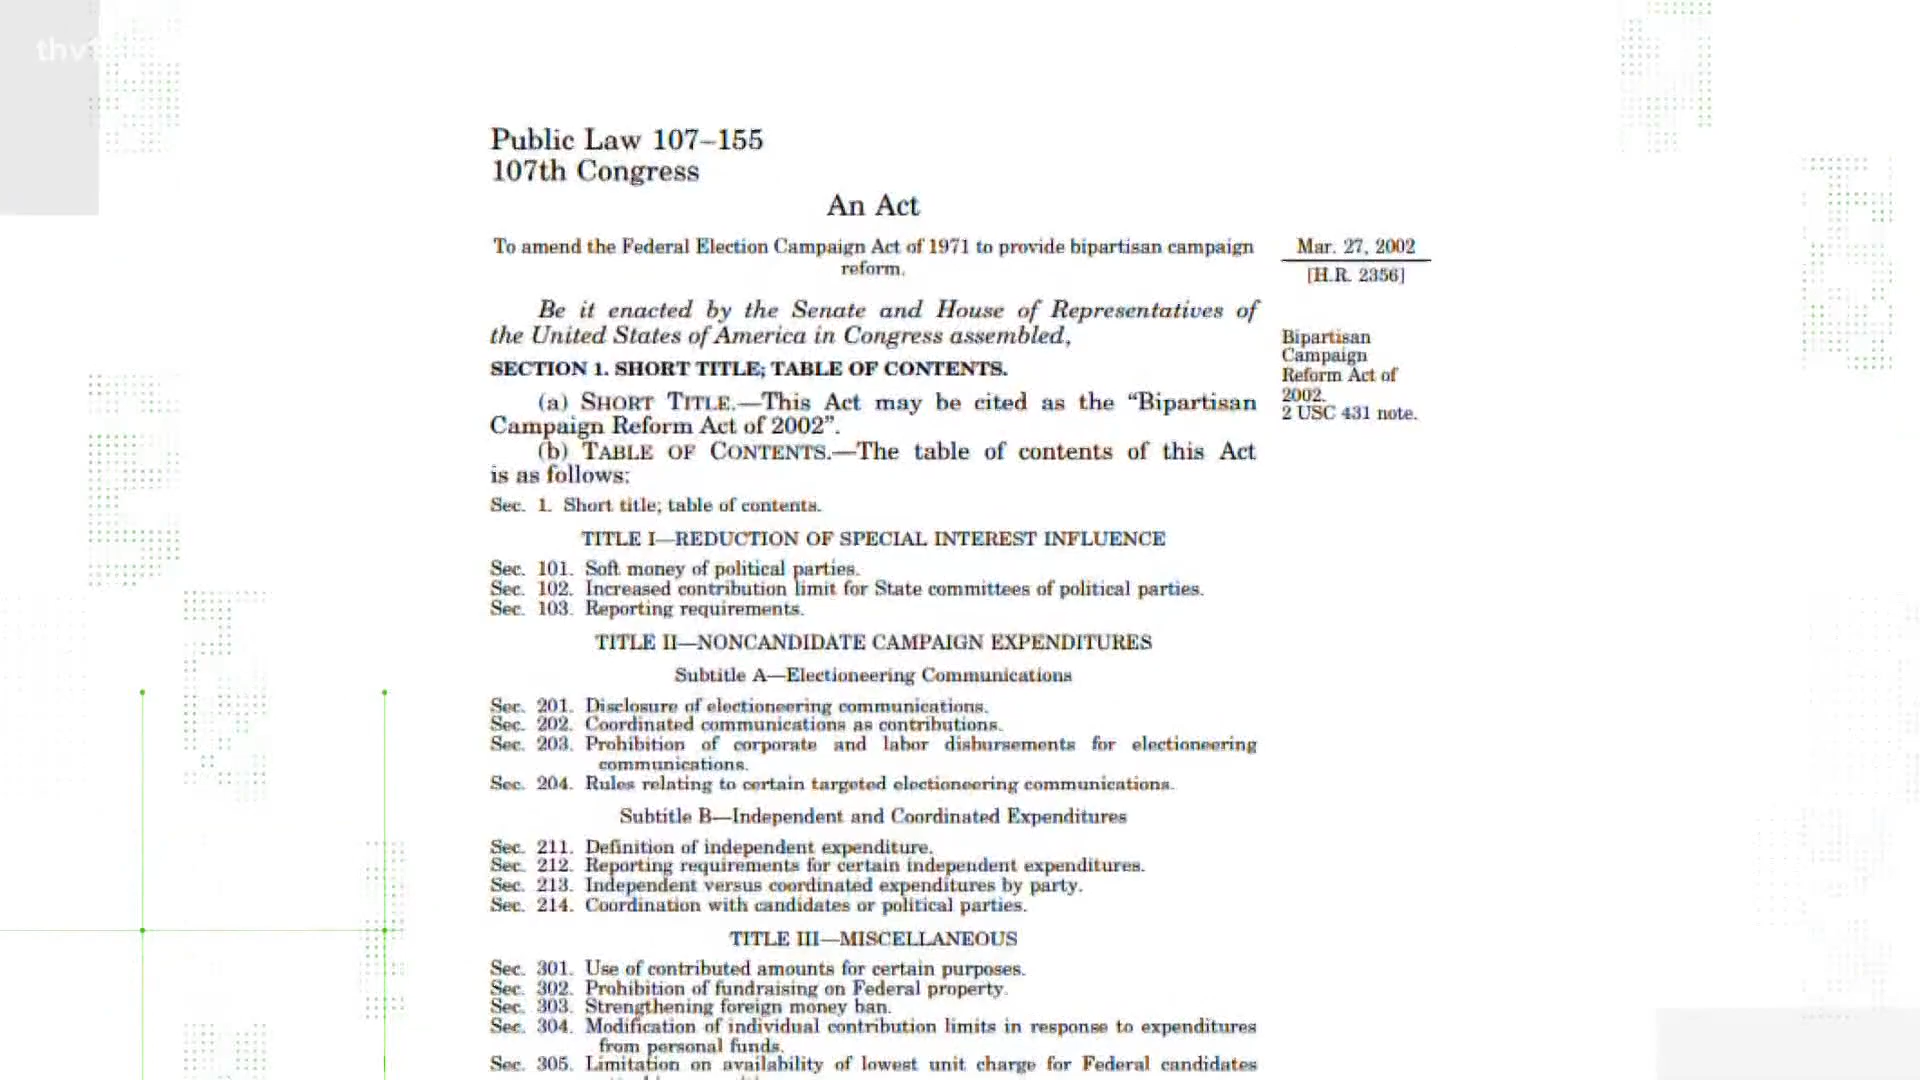 thv
Public Law 107–155
107th Congress
An Act
To amend the Federal Election Campaign Act of 1971 to provide bipartisan campaign
reform.
Mar. 27, 2002
[H.R. 2356]
Be it enacted by the Senate and House of Representatives of
the United States of America in Congress assembled,
SECTION 1. SHORT TITLE; TABLE OF CONTENTS.
(a) SHORT TITLE.—This Act may be cited as the “Bipartisan
Campaign Reform Act of 2002”.
(b) TABLE OF CONTENTS.—The table of contents of this Act
is as follows:
Bipartisan
Campaign
Reform Act of
2002.
2 USC 431 note.
Sec. 1. Short title; table of contents.
TITLE I—REDUCTION OF SPECIAL INTEREST INFLUENCE
Sec. 101. Soft money of political parties.
Sec. 102. Increased contribution limit for State committees of political parties.
Sec. 103. Reporting requirements.
TITLE II—NONCANDIDATE CAMPAIGN EXPENDITURES
Subtitle A—Electioneering Communications
Sec. 201. Disclosure of electioneering communications.
Sec. 202. Coordinated communications as contributions.
Sec. 203. Prohibition of corporate and labor disbursements for electioneering
communications.
Sec. 204. Rules relating to certain targeted electioneering communications.
Subtitle B—Independent and Coordinated Expenditures
Sec. 211. Definition of independent expenditure.
Sec. 212. Reporting requirements for certain independent expenditures.
Sec. 213. Independent versus coordinated expenditures by party.
Sec. 214. Coordination with candidates or political parties.
TITLE III—MISCELLANEOUS
Sec. 301. Use of contributed amounts for certain purposes.
Sec. 302. Prohibition of fundraising on Federal property.
Sec. 303. Strengthening foreign money ban.
Sec. 304. Modification of individual contribution limits in response to expenditures
from personal funds.
Sec. 305. Limitation on availability of lowest unit charge for Federal candidates